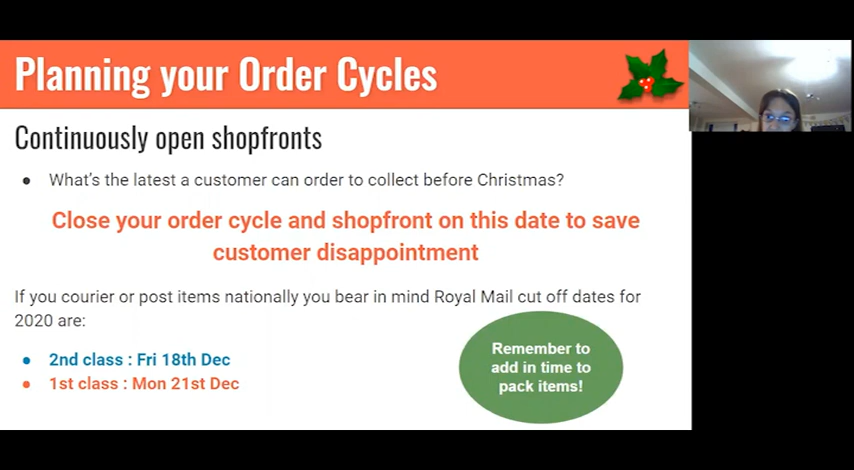 Planning your Order Cycles
Continuously open shopfronts
● What's the latest a customer can order to collect before Christmas?
Close your order cycle and shopfront on this date to save
customer disappointment
If you courier or post items nationally you bear in mind Royal Mail cut off dates for
2020 are:
● 2nd class : Fri 18th Dec
● 1st class : Mon 21st Dec
Remember to
add in time to
pack items!